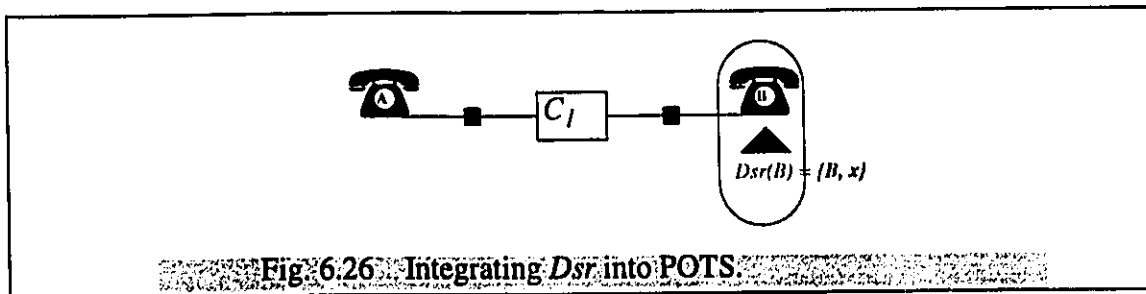 A
C1
B
Dsr(B) = {B, x}
Fig. 6.26 Integrating Dsr into POTS.